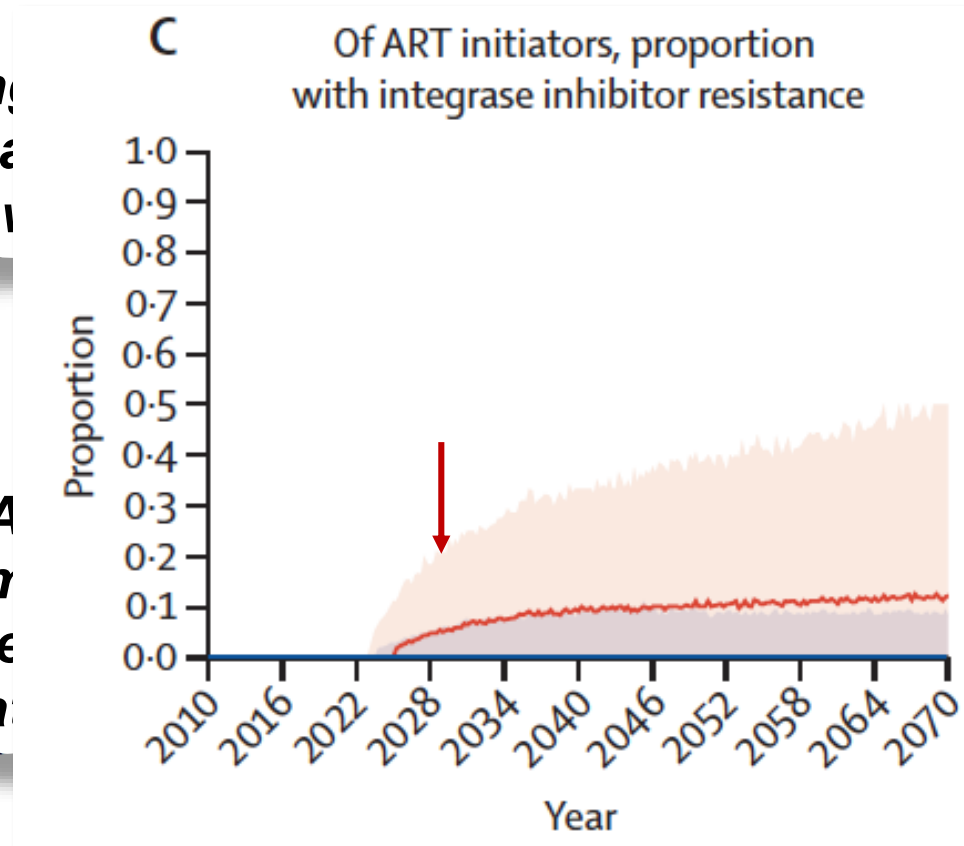 C
Of ART initiators, proportion
with integrase inhibitor resistance
1·0
0·9
0·8
0·7
0·6
0·5
0·4
0·3
0·2
0·1
0·0
Proportion
2010 2016 2022 2028 2034 2040 2046 2052 2058 2064 2070
Year